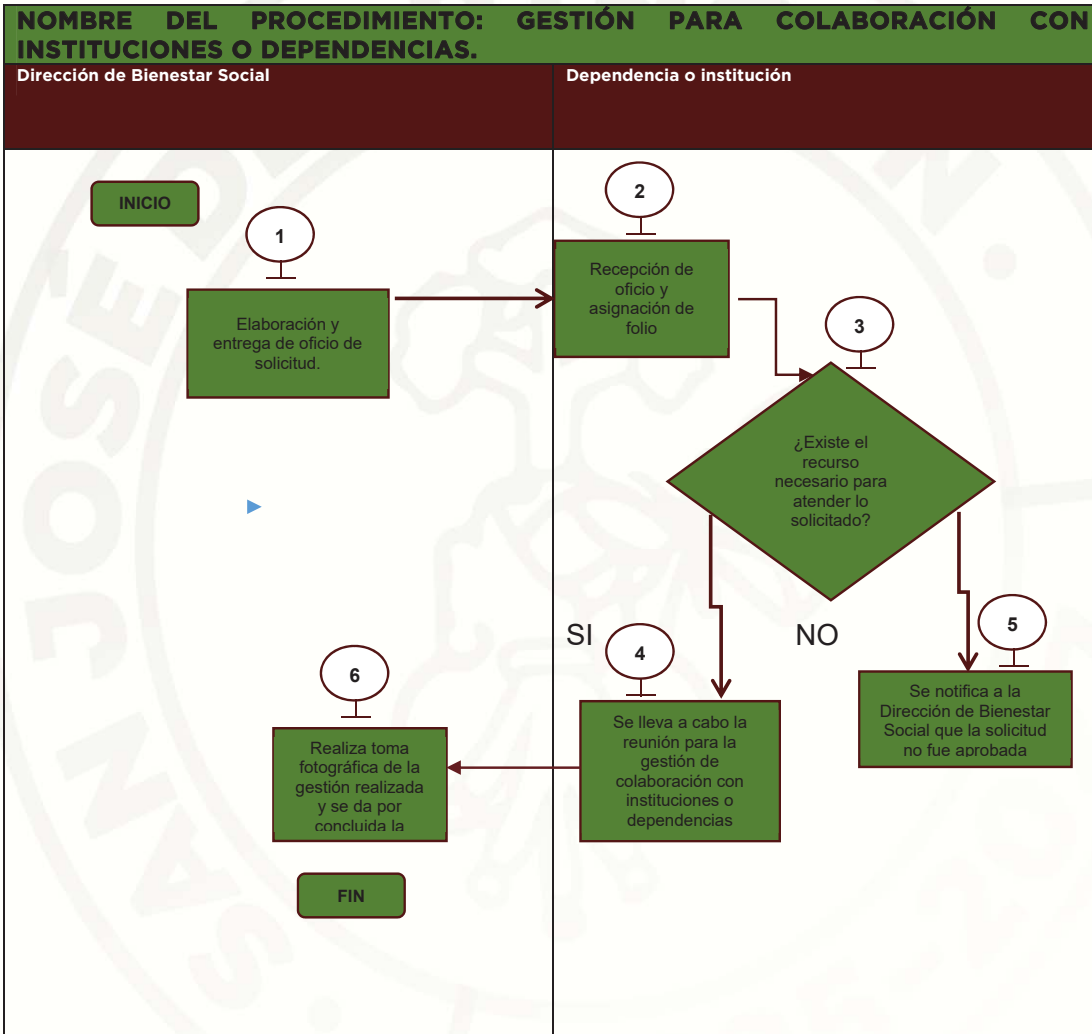 NOMBRE DEL PROCEDIMIENTO: GESTIÓN PARA COLABORACIÓN CON
INSTITUCIONES O DEPENDENCIAS.
Dirección de Bienestar Social
Dependencia o institución
INICIO
1
Elaboración y
entrega de oficio de
solicitud.
2
Recepción de
oficio y
asignación de
folio
3
¿Existe el
recurso
necesario para
atender lo
solicitado?
SI
NO
4
Se lleva a cabo la
reunión para la
gestión de
colaboración con
instituciones o
dependencias
5
Se notifica a la
Dirección de Bienestar
Social que la solicitud
no fue aprobada
6
Realiza toma
fotográfica de la
gestión realizada
y se da por
concluida la
FIN
SAN JOSÉ DE